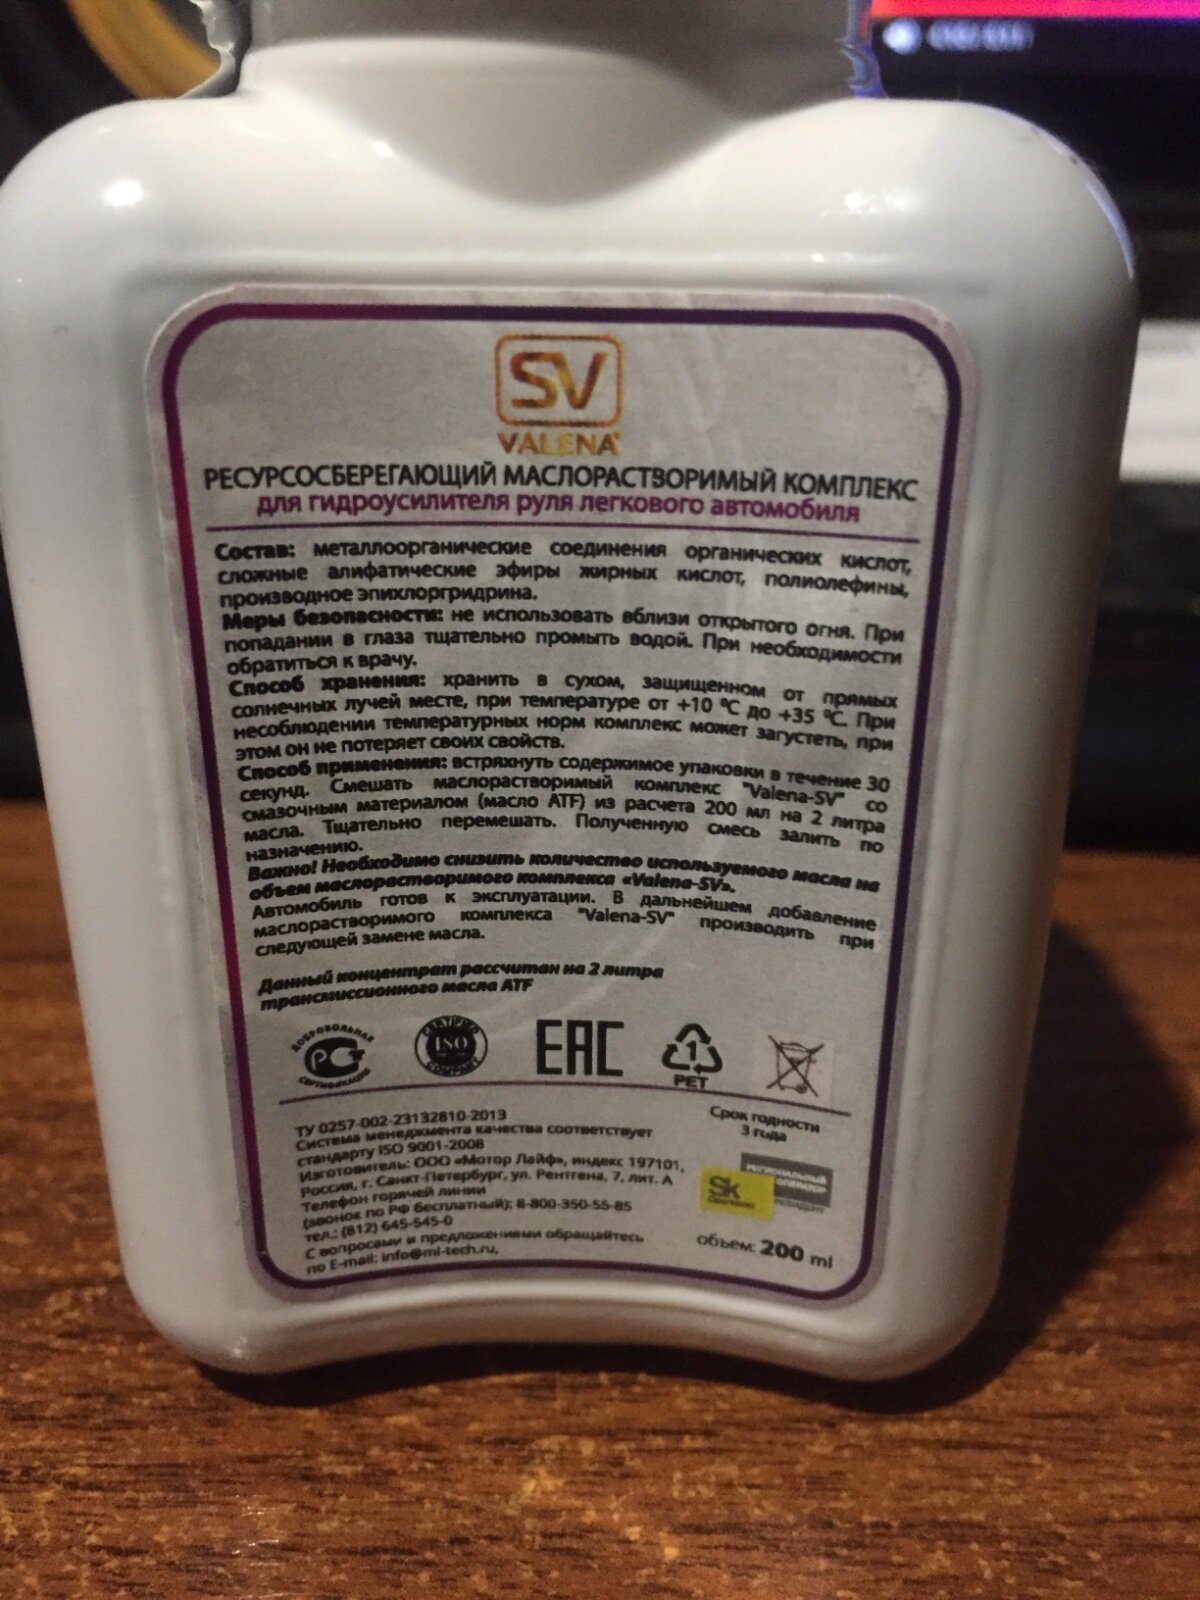 SV
VALENA®
РЕСУРСОСБЕРЕГАЮЩИЙ МАСЛОРАСТВОРИМЫЙ КОМПЛЕКС
для гидроусилителя руля легкового автомобиля
Состав: металлоорганические соединения органических кислот,
сложные алифатические эфиры жирных кислот, полиолефины,
производное эпихлоргридрина.
Меры безопасности: не использовать вблизи открытого огня. При
попадании в глаза тщательно промыть водой. При необходимости
обратиться к врачу.
Способ хранения: хранить в сухом, защищенном от прямых
солнечных лучей месте, при температуре от +10 °С до +35 °С. При
несоблюдении температурных норм комплекс может загустеть, при
этом он не потеряет своих свойств.
Способ применения: встряхнуть содержимое упаковки в течение 30
секунд. Смешать маслорастворимый комплекс "Valena-SV" со
смазочным материалом (масло ATF) из расчета 200 мл на 2 литра
масла. Тщательно перемешать. Полученную смесь залить по
назначению.
Важно! Необходимо снизить количество используемого масла на
объем маслорастворимого комплекса «Valena-SV».
Автомобиль готов к эксплуатации. В дальнейшем добавление
маслорастворимого комплекса "Valena-SV" производить при
следующей замене масла.
Данный концентрат рассчитан на 2 литра
трансмиссионного масла ATF
ДОБРОВОЛЬНАЯ
СЕРТИФИКАЦИЯ
CERTIFIED
ISO
COMPANY
EAC
1
PET
ТУ 0257-002-23132810-2013
Система менеджмента качества соответствует
стандарту ISO 9001-2008
Изготовитель: ООО «Мотор Лайф», индекс 197101,
Россия, г. Санкт-Петербург, ул. Рентгена, 7, лит. А
Телефон горячей линии
(звонок по РФ бесплатный): 8-800-350-55-85
тел.: (812) 645-545-0
С вопросами и предложениями обращайтесь
по E-mail: info@ml-tech.ru,
Срок годности
3 года
РЕГИОНАЛЬНЫЙ
ОПЕРАТОР
Sk
объем: 200 ml